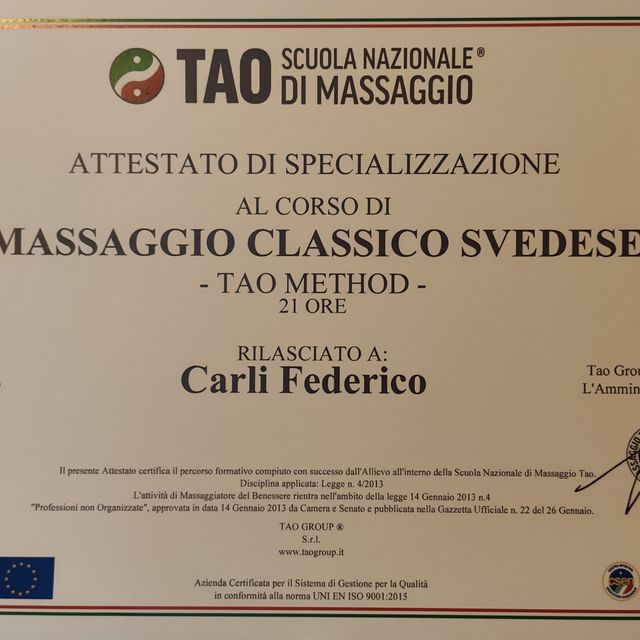 TAO SCUOLA NAZIONALE®
DI MASSAGGIO
ATTESTATO DI SPECIALIZZAZIONE
AL CORSO DI
MASSAGGIO CLASSICO SVEDESE
- TAO METHOD -
21 ORE
RILASCIATO A:
Carli Federico
Tao Grou
L'Ammin
Il presente Attestato certifica il percorso formativo compiuto con successo dall'Allievo all'interno della Scuola Nazionale di Massaggio Tao.
Disciplina applicata: Legge n. 4/2013
L'attività di Massaggiatore del Benessere rientra nell'ambito della legge 14 Gennaio 2013 n.4
"Professioni non Organizzate", approvata in data 14 Gennaio 2013 da Camera e Senato e pubblicata nella Gazzetta Ufficiale n. 22 del 26 Gennaio.
TAO GROUP ®
S.r.l.
www.taogroup.it
Azienda Certificata per il Sistema di Gestione per la Qualità
in conformità alla norma UNI EN ISO 9001:2015
csen